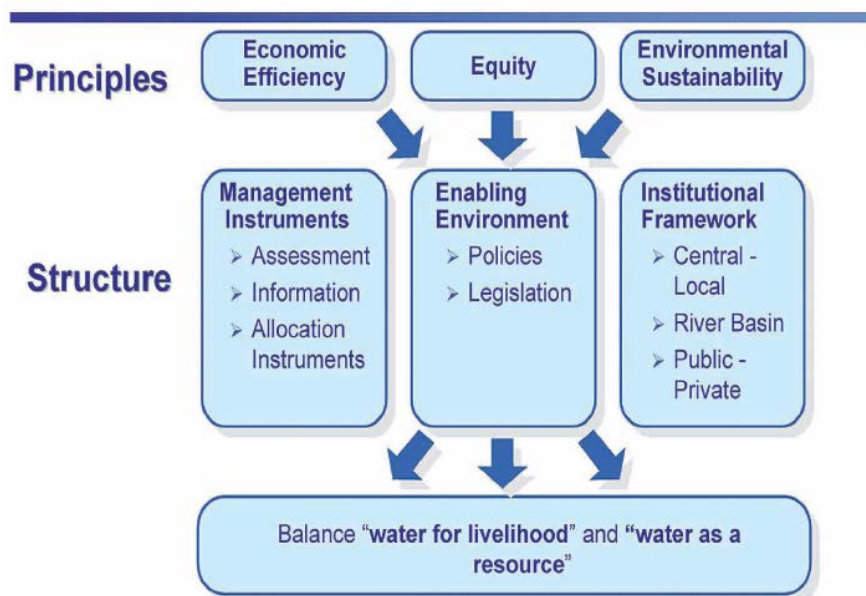 Principles
Economic
Efficiency
Equity
Environmental
Sustainability
Structure
Management
Instruments
Assessment
Information
Allocation
Instruments
Enabling
Environment
Policies
Legislation
Institutional
Framework
Central -
Local
River Basin
Public -
Private
Balance “water for livelihood” and “water as a
resource”